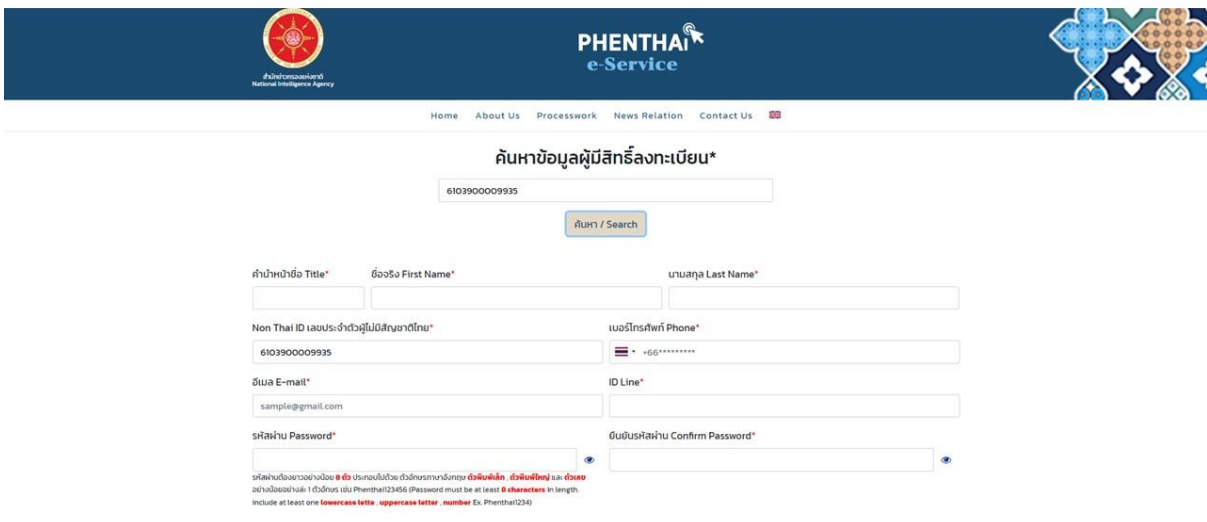 PHENTHAi
e-Service
สำนักข่าวกรองแห่งชาติ
National Intelligence Agency
Home About Us Processwork News Relation Contact Us
ค้นหาข้อมูลผู้มีสิทธิ์ลงทะเบียน*
6103900009935
ค้นหา / Search
คำนำหน้าชื่อ Title* ชื่อจริง First Name* นามสกุล Last Name*
Non Thai ID เลขประจำตัวผู้ไม่มีสัญชาติไทย* เบอร์โทรศัพท์ Phone*
6103900009935 +66*********
อีเมล E-mail* ID Line*
sample@gmail.com
รหัสผ่าน Password* ยืนยันรหัสผ่าน Confirm Password*
รหัสผ่านต้องยาวอย่างน้อย 8 ตัว ประกอบไปด้วย ตัวอักษรภาษาอังกฤษ ตัวพิมพ์เล็ก , ตัวพิมพ์ใหญ่ และ ตัวเลข
อย่างน้อยอย่างละ 1 ตัวอักษร เช่น Phenthai123456 (Password must be at least 8 characters in length.
Include at least one lowercase lette , uppercase letter , number Ex. Phenthai1234)